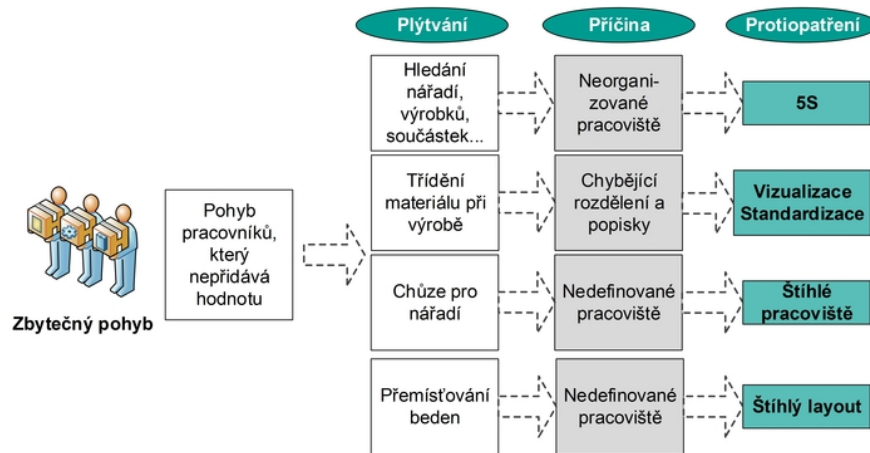 Plýtvání
Příčina
Protiopatření
Hledání
nářadí,
výrobků,
součástek...
Neorgani-
zované
pracoviště
5S
Třídění
materiálu při
výrobě
Chybějící
rozdělení a
popisky
Vizualizace
Standardizace
Pohyb
pracovníků,
který
nepřidává
hodnotu
Zbytečný pohyb
Chůze pro
nářadí
Nedefinované
pracoviště
Štíhlé
pracoviště
Přemísťování
beden
Nedefinované
pracoviště
Štíhlý layout